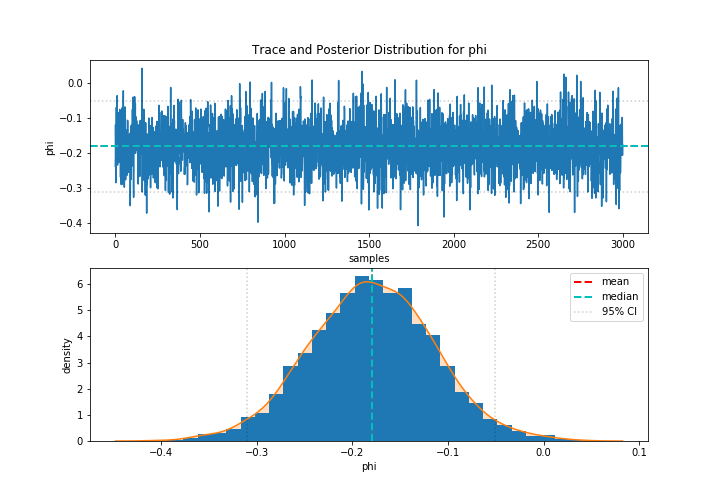 Trace and Posterior Distribution for phi
0.0
−0.1
−0.2
−0.3
−0.4
phi
0 500 1000 1500 2000 2500 3000
samples
6
5
4
3
2
1
0
density
mean
median
95% CI
−0.4 −0.3 −0.2 −0.1 0.0 0.1
phi